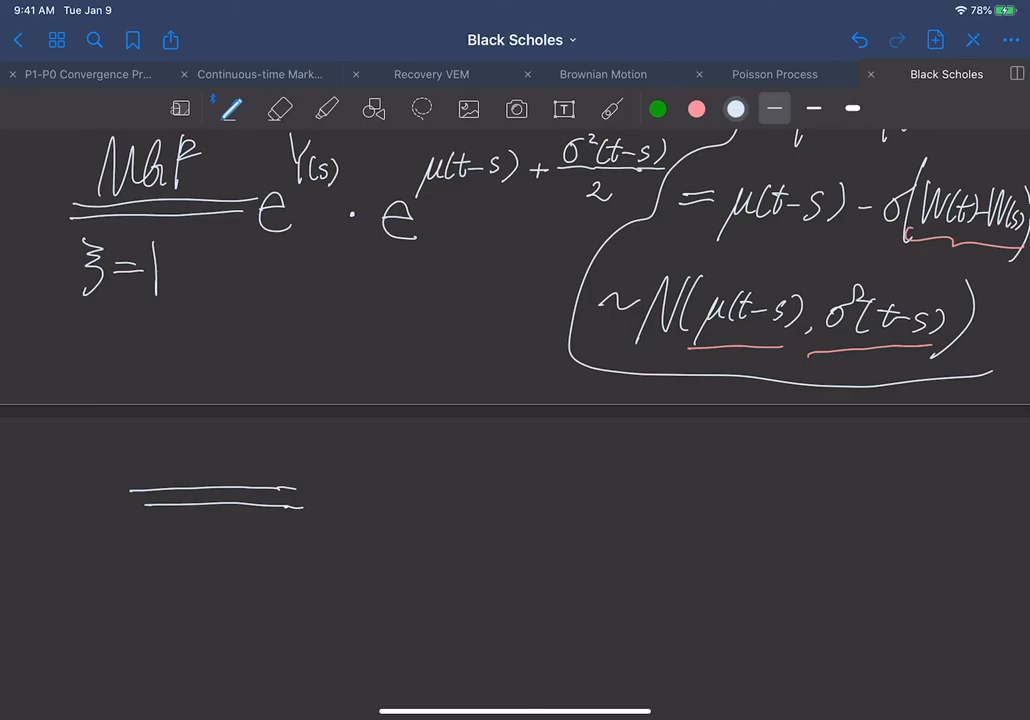 9:41 AM Tue Jan 9
78%
Black Scholes
P1-P0 Convergence Pr...
Continuous-time Mark...
Recovery VEM
Brownian Motion
Poisson Process
Black Scholes
MGF
ξ=1
e^{Y(s)} · e^{μ(t-s) + σ²(t-s)/2}
= μ(t-s) - σ(W(t)-W(s)
~ N(μ(t-s), σ²(t-s))